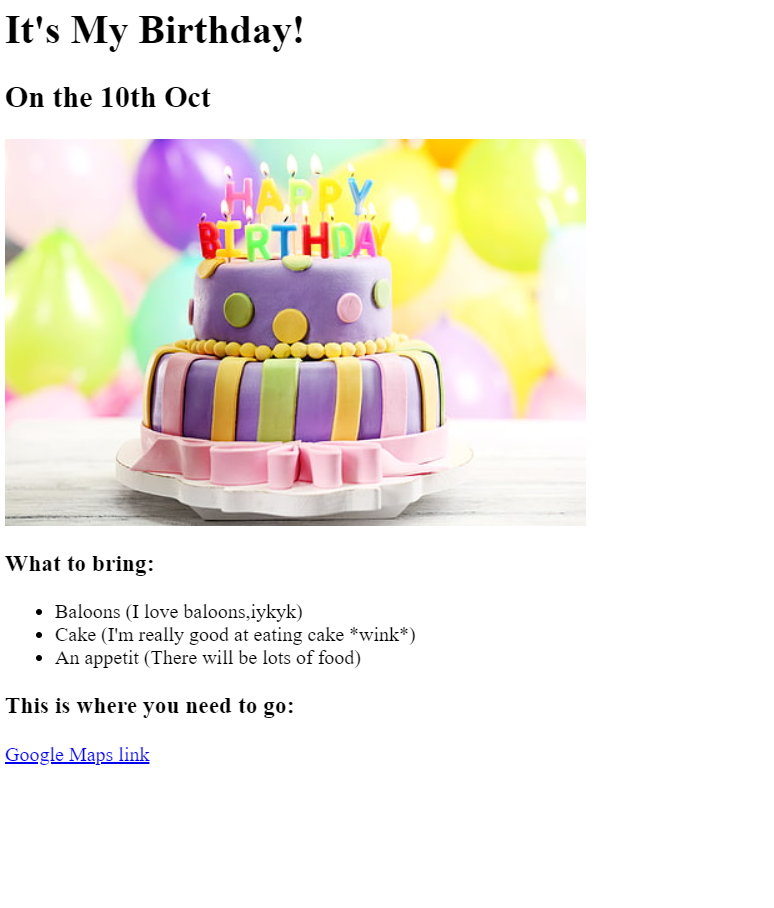 It's My Birthday!
On the 10th Oct
HAPPY
BIRTHDAY
What to bring:
Baloons (I love baloons,iykyk)
Cake (I'm really good at eating cake *wink*)
An appetit (There will be lots of food)
This is where you need to go:
Google Maps link